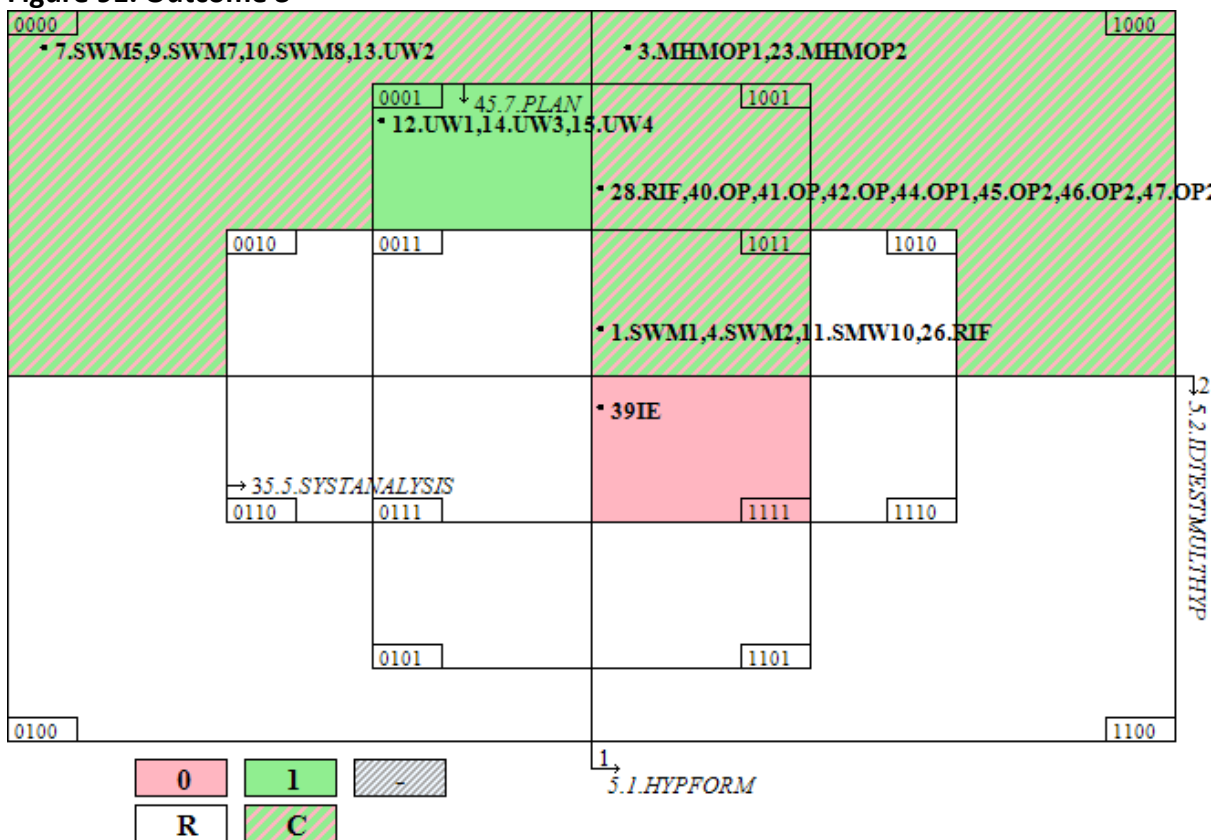 Figure 91: Outcome 8
0000
1000
7.SWM5,9.SWM7,10.SWM8,13.UW2
3.MHMOP1,23.MHMOP2
0001
45.7.PLAN
1001
12.UW1,14.UW3,15.UW4
28.RIF,40.OP,41.OP,42.OP,44.OP1,45.OP2,46.OP2,47.OP2
0010
0011
1011
1010
1.SWM1,4.SWM2,11.SMW10,26.RIF
2
5.2.IDTESTMULTHYP
39IE
35.5.SYSTANALYSIS
0110
0111
1111
1110
0101
1101
0100
1100
1
5.1.HYPFORM
0 1 -
R C